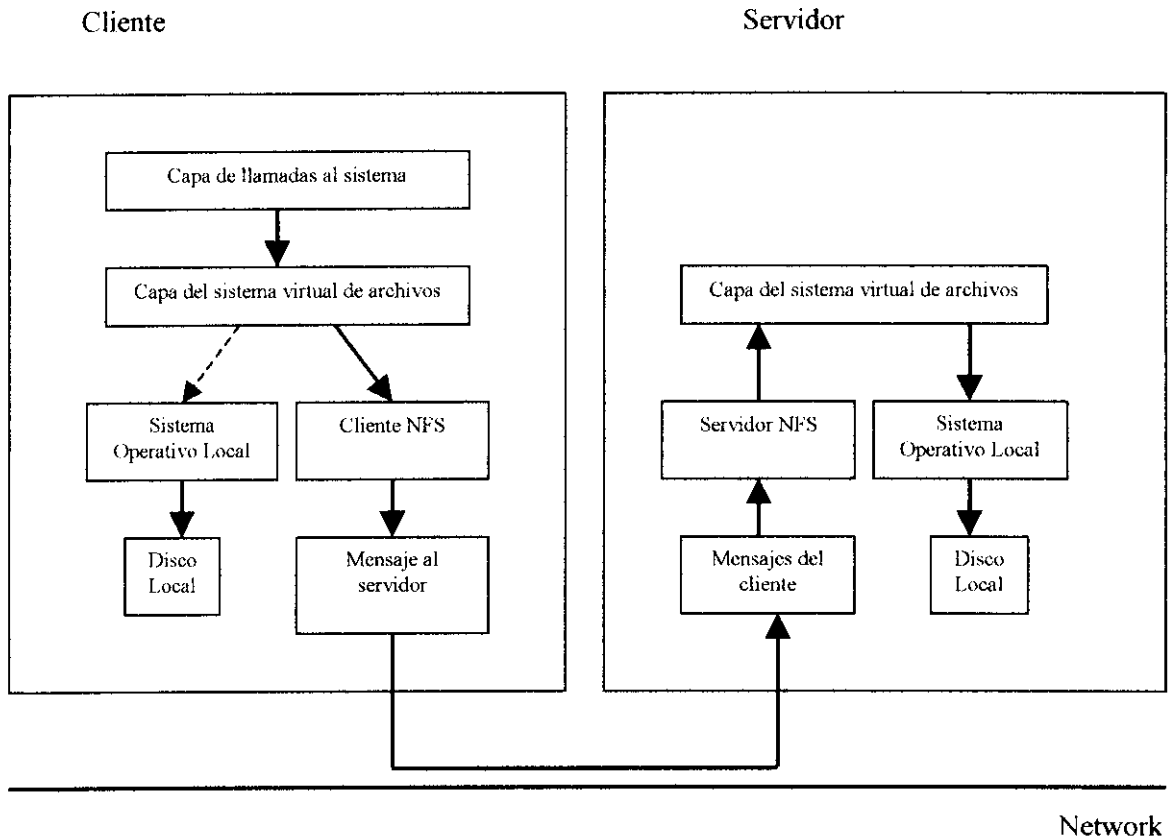 Cliente
Servidor
Capa de llamadas al sistema
Capa del sistema virtual de archivos
Sistema
Operativo Local
Cliente NFS
Disco
Local
Mensaje al
servidor
Capa del sistema virtual de archivos
Servidor NFS
Sistema
Operativo Local
Mensajes del
cliente
Disco
Local
Network